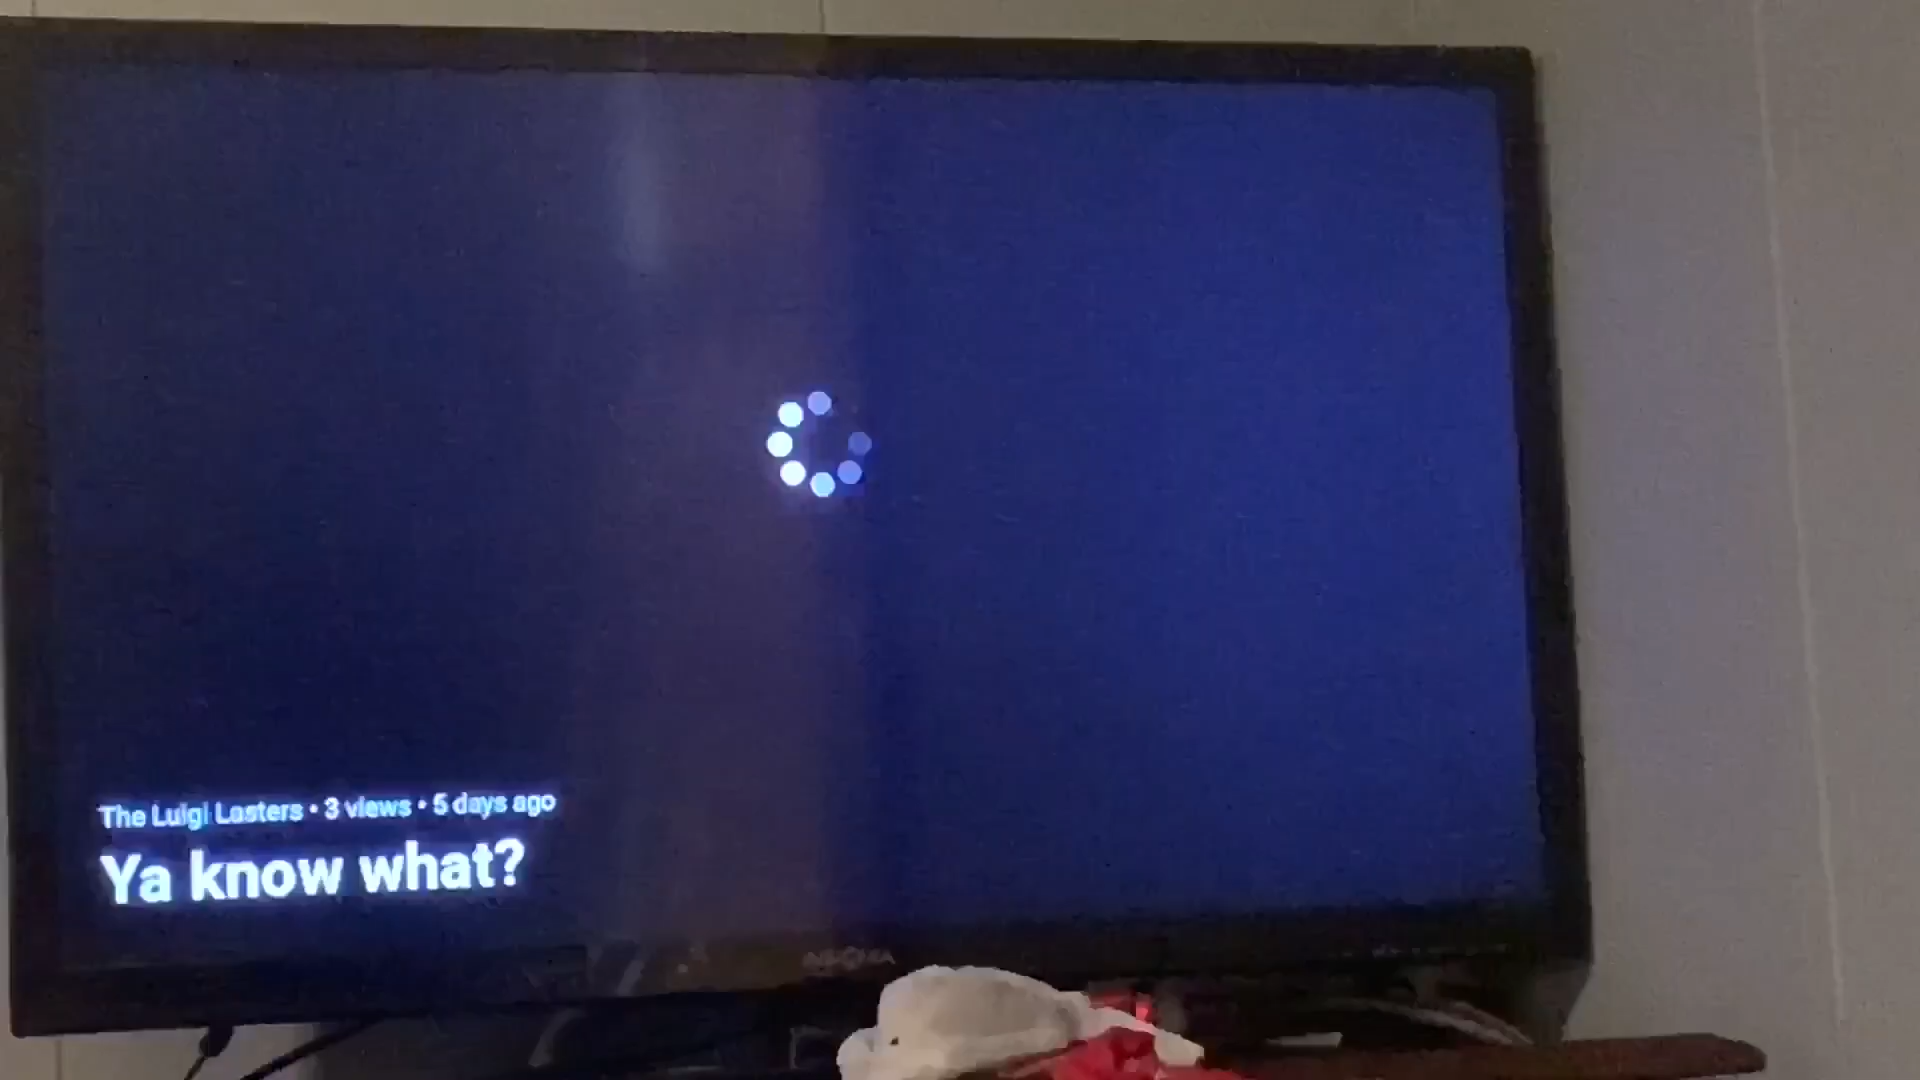 The Luigi Lasters • 3 views • 5 days ago
Ya know what?